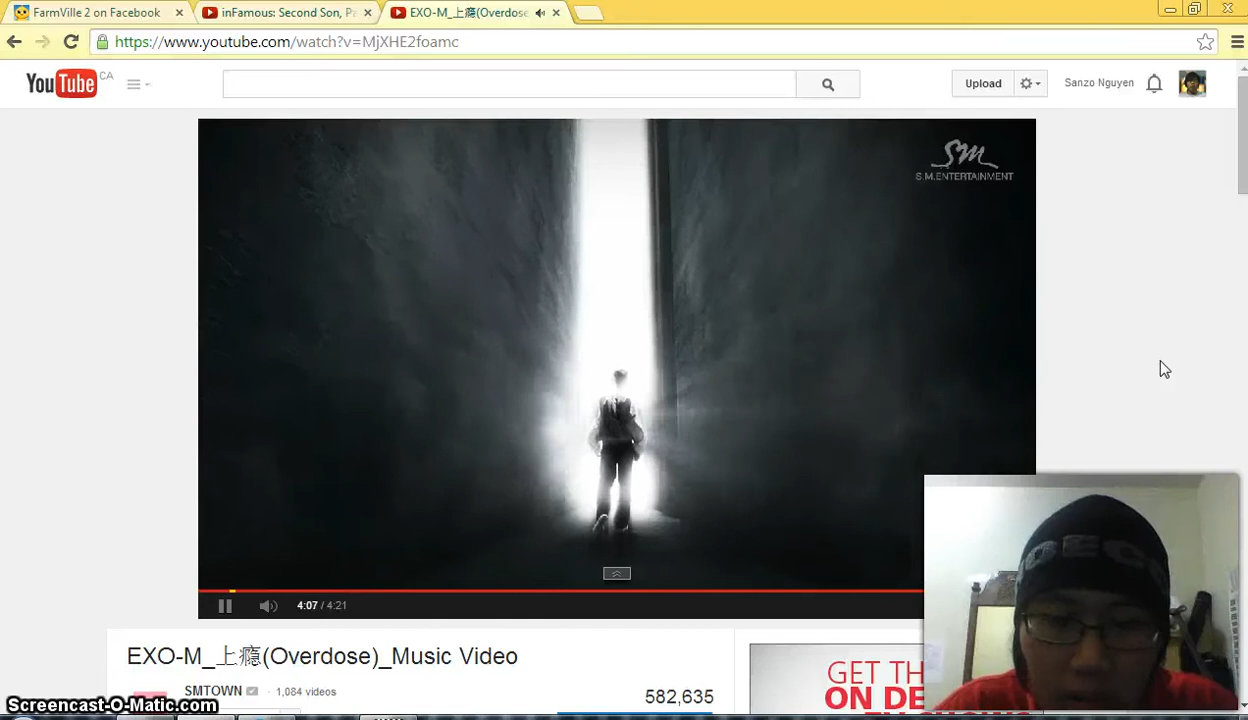 FarmVille 2 on Facebook
inFamous: Second Son, Pa
EXO-M_上瘾(Overdose
https://www.youtube.com/watch?v=MjXHE2foamc
YouTube CA
Upload
Sanzo Nguyen
SM
S.M.ENTERTAINMENT
4:07 / 4:21
EXO-M_上瘾(Overdose)_Music Video
SMTOWN · 1,084 videos
582,635
GET TH
ON DE
Screencast-O-Matic.com